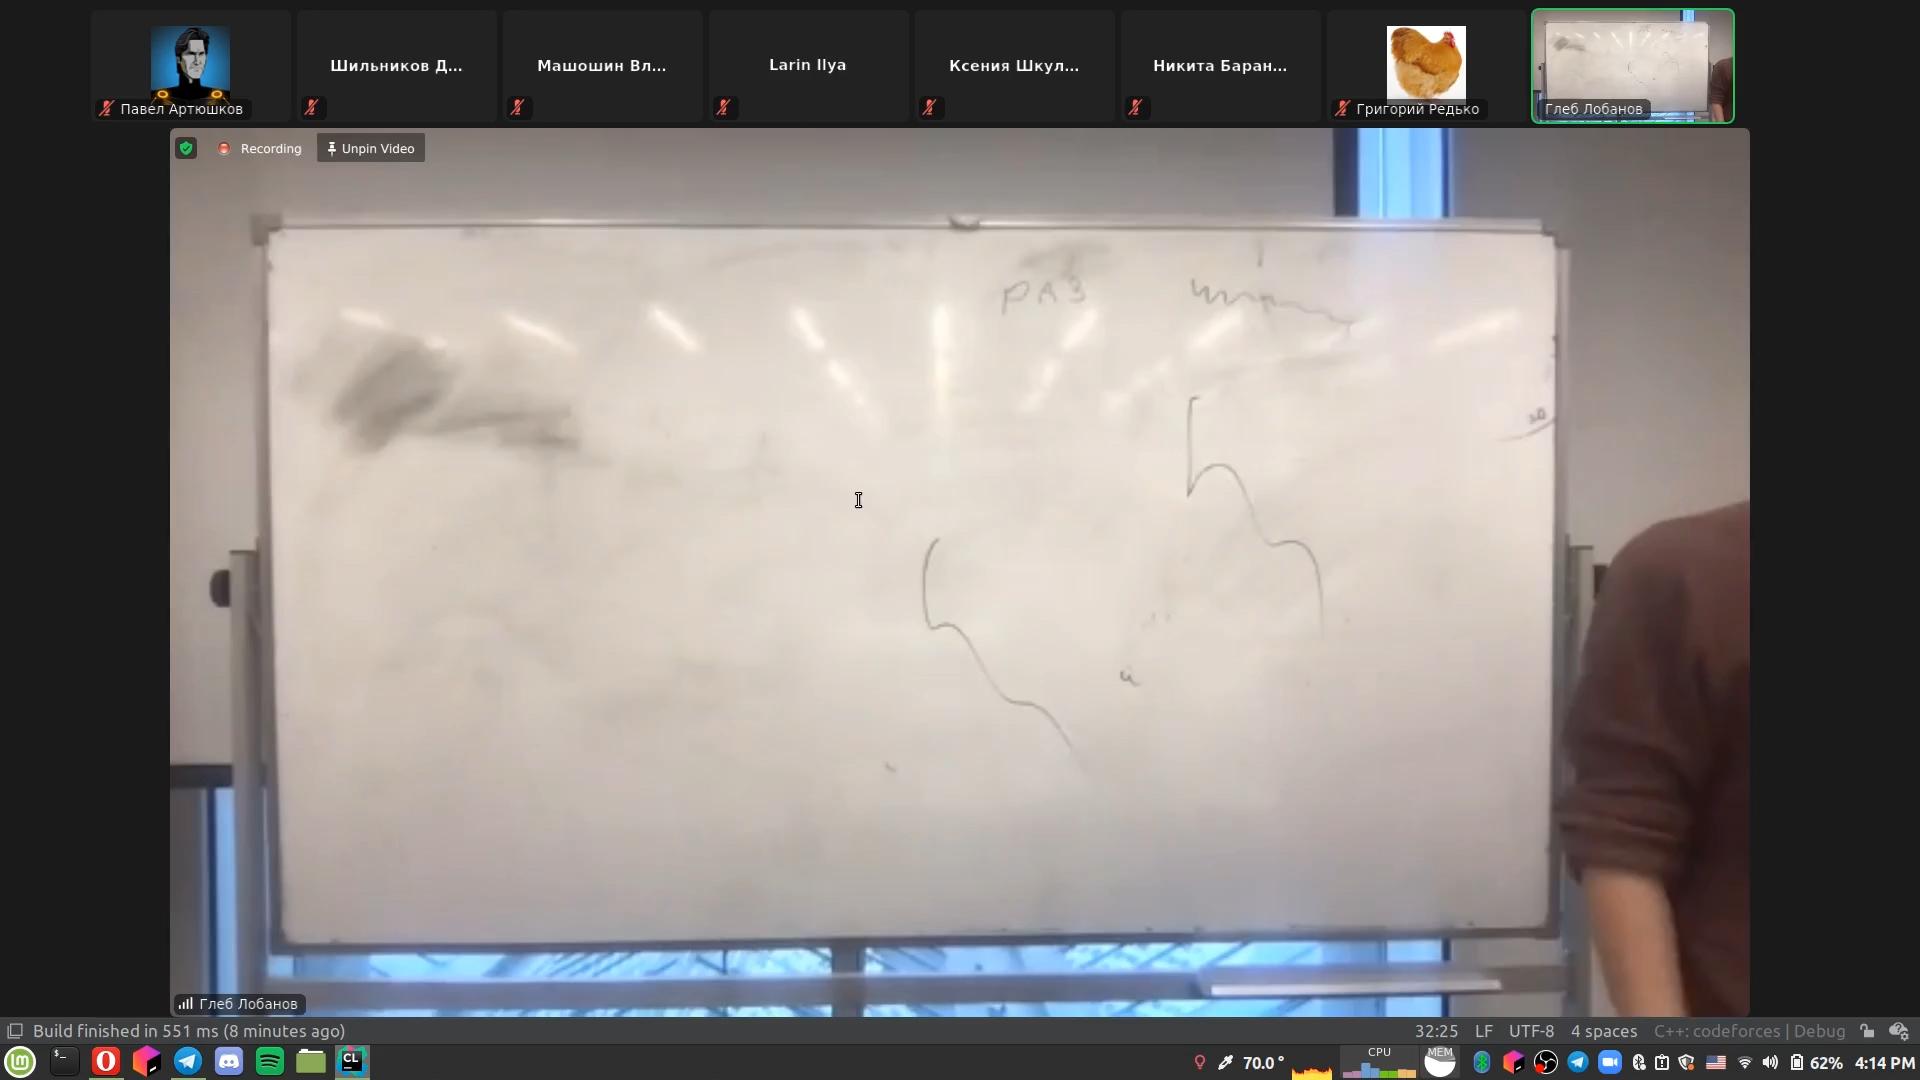 Шильников Д...
Машошин Вл...
Larin Ilya
Ксения Шкул...
Никита Баран...
Павел Артюшков
Григорий Редько
Глеб Лобанов
Recording
Unpin Video
раз
Глеб Лобанов
Build finished in 551 ms (8 minutes ago)
32:25 LF UTF-8 4 spaces C++: codeforces | Debug
CL
70.0°
CPU
MEM
62%
4:14 PM